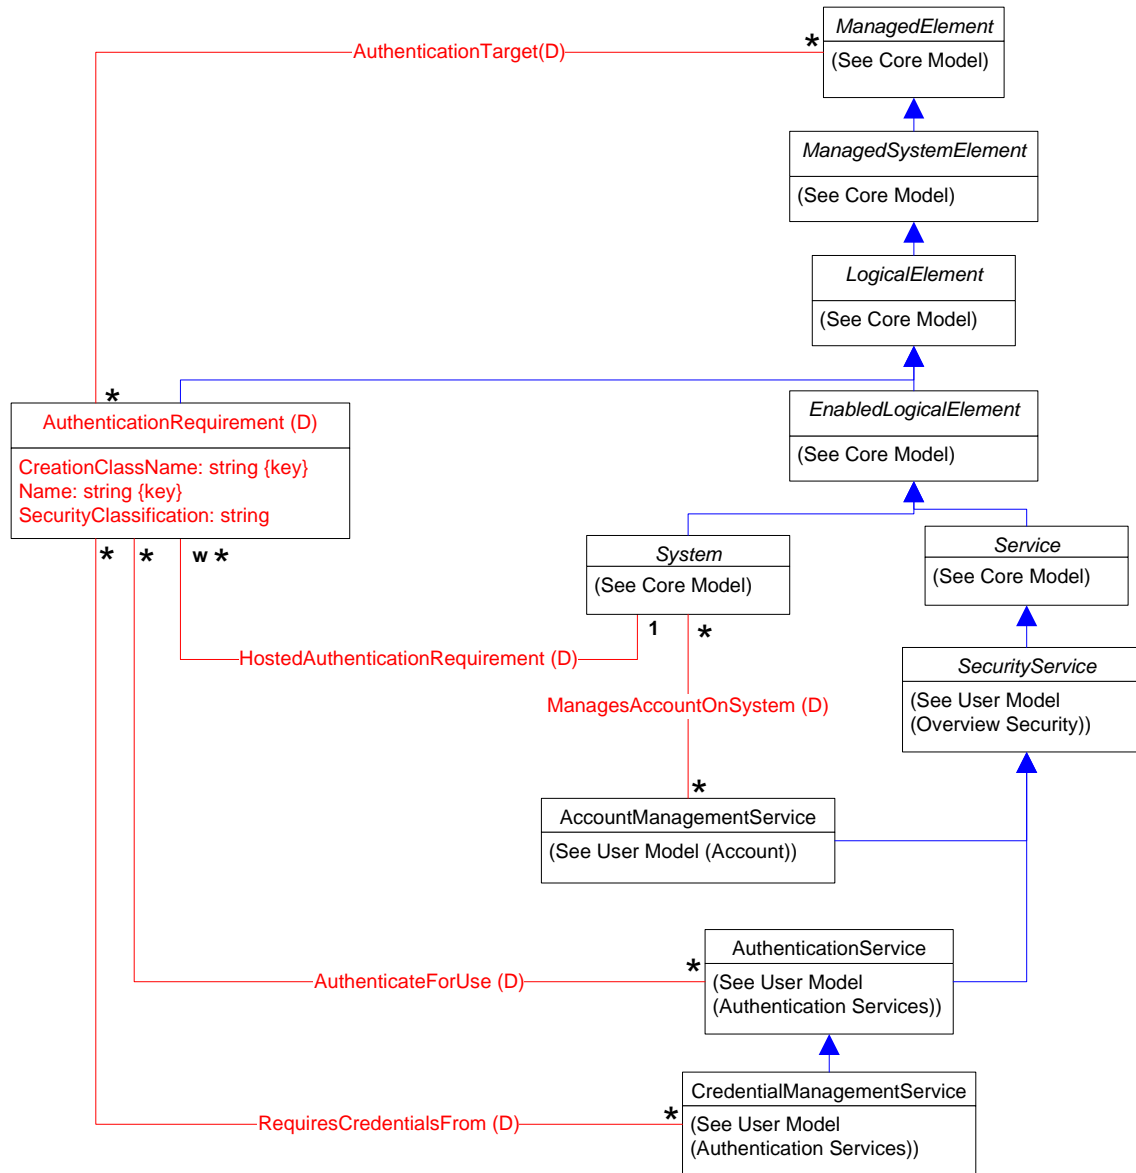 ManagedElement
AuthenticationTarget(D)
*
(See Core Model)
ManagedSystemElement
(See Core Model)
LogicalElement
(See Core Model)
*
AuthenticationRequirement (D)
CreationClassName: string {key}
Name: string {key}
SecurityClassification: string
EnabledLogicalElement
(See Core Model)
*
*
w *
System
(See Core Model)
Service
(See Core Model)
1
*
HostedAuthenticationRequirement (D)
SecurityService
(See User Model
(Overview Security))
ManagesAccountOnSystem (D)
*
AccountManagementService
(See User Model (Account))
AuthenticationService
(See User Model
(Authentication Services))
AuthenticateForUse (D)
*
CredentialManagementService
(See User Model
(Authentication Services))
RequiresCredentialsFrom (D)
*